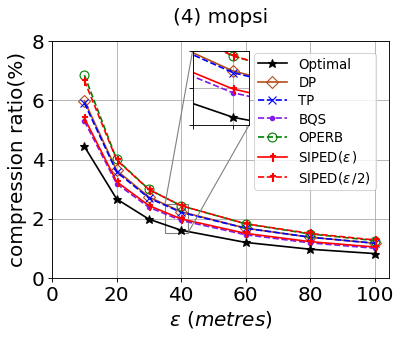 (4) mopsi
compression ratio(%)
8
6
4
2
0
Optimal
DP
TP
BQS
OPERB
SIPED(ε)
SIPED(ε/2)
0 20 40 60 80 100
ε (metres)